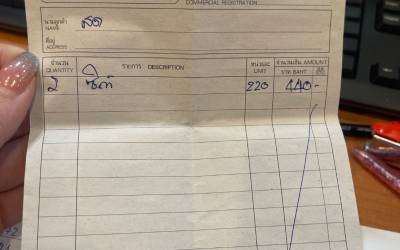 COMMERCIAL REGISTRATION
นามลูกค้า สด
NAME
ที่อยู่
ADDRESS
จำนวน รายการ DESCRIPTION หน่วยละ จำนวนเงิน AMOUNT
QUANTITY UNIT บาท BAHT
2 220 440-